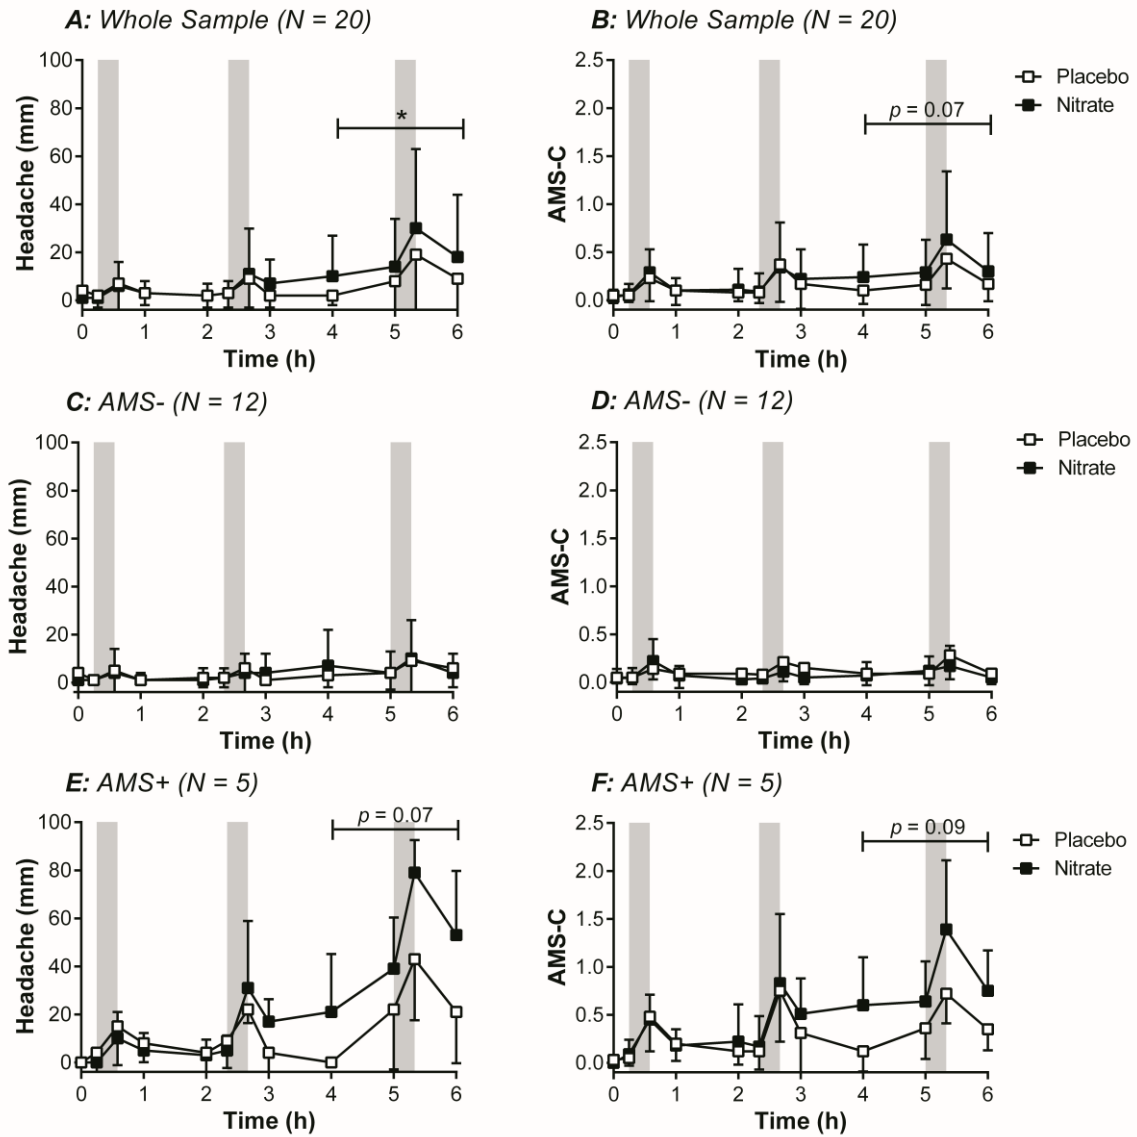 A: Whole Sample (N = 20)
B: Whole Sample (N = 20)
100
80
60
40
20
0
Headache (mm)
*
0 1 2 3 4 5 6
Time (h)
2.5
2.0
1.5
1.0
0.5
0.0
AMS-C
p = 0.07
0 1 2 3 4 5 6
Time (h)
Placebo
Nitrate
C: AMS- (N = 12)
D: AMS- (N = 12)
100
80
60
40
20
0
Headache (mm)
0 1 2 3 4 5 6
Time (h)
2.5
2.0
1.5
1.0
0.5
0.0
AMS-C
0 1 2 3 4 5 6
Time (h)
Placebo
Nitrate
E: AMS+ (N = 5)
F: AMS+ (N = 5)
100
80
60
40
20
0
Headache (mm)
p = 0.07
0 1 2 3 4 5 6
Time (h)
2.5
2.0
1.5
1.0
0.5
0.0
AMS-C
p = 0.09
0 1 2 3 4 5 6
Time (h)
Placebo
Nitrate